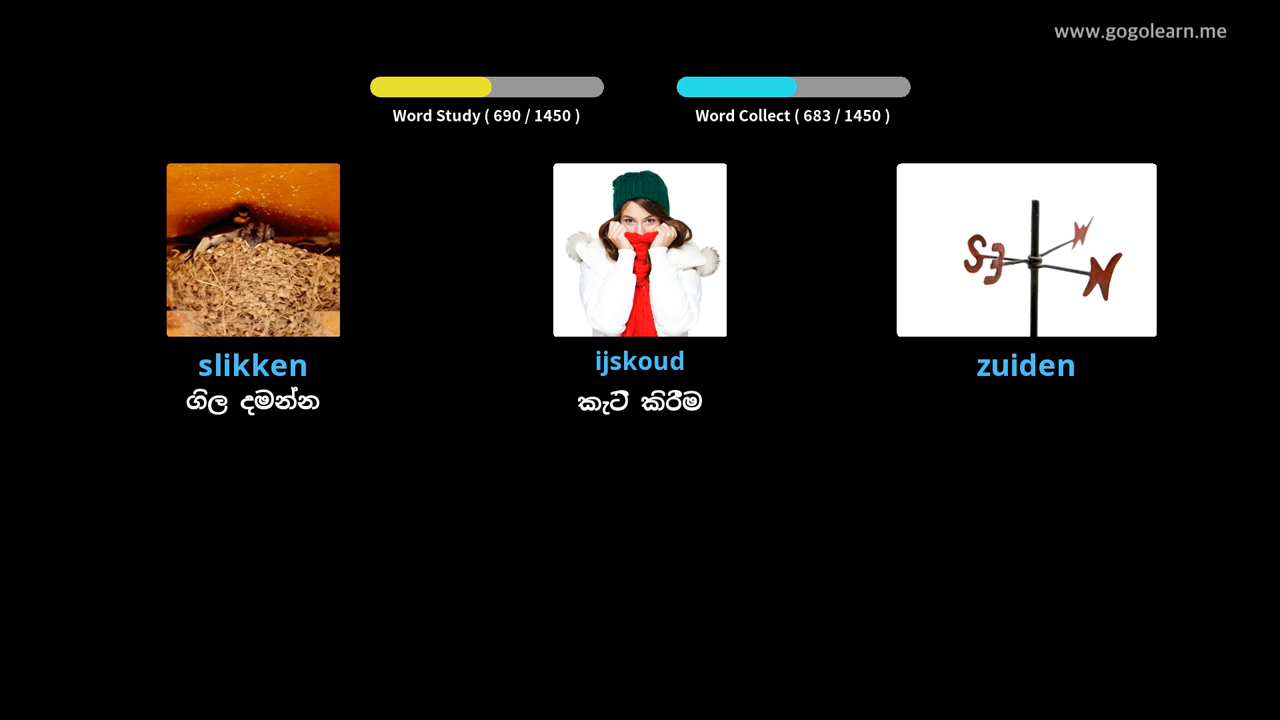 www.gogolearn.me
Word Study ( 690 / 1450 )
Word Collect ( 683 / 1450 )
slikken
ගිල දමන්න
ijskoud
කැටි කිරීම
zuiden
S
W
N